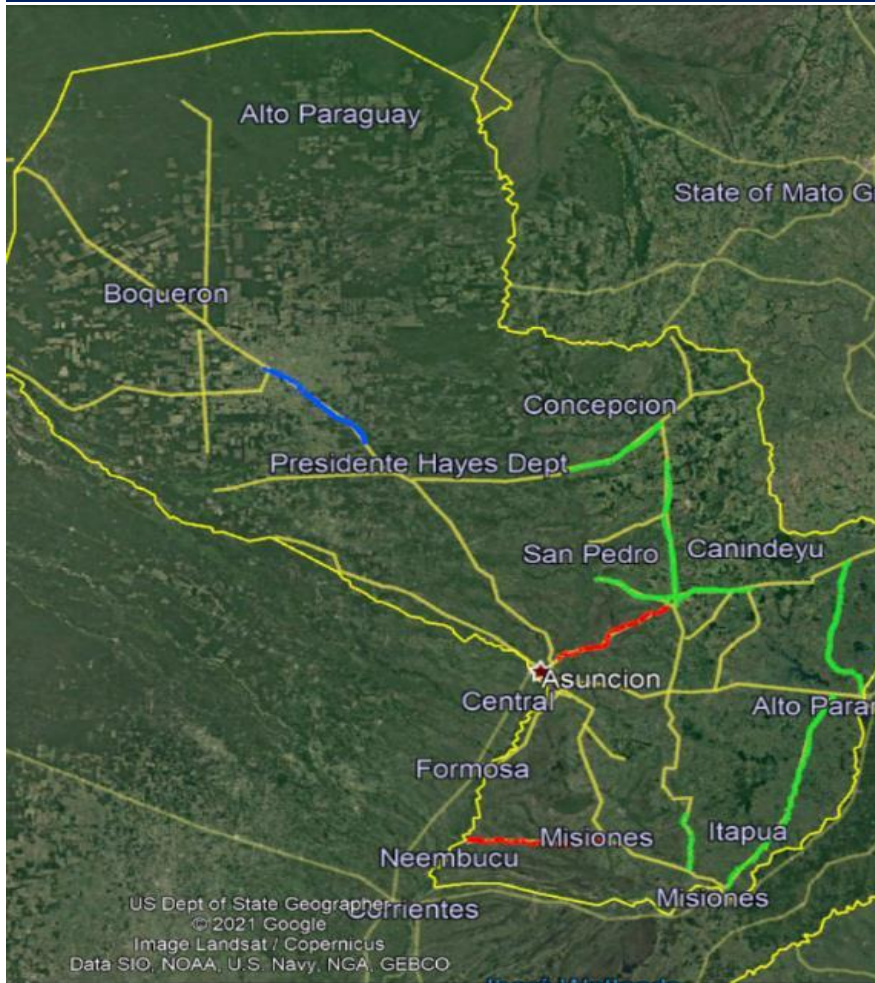 Alto Paraguay
State of Mato G
Boqueron
Concepcion
Presidente Hayes Dept
San Pedro
Canindeyu
Asuncion
Central
Alto Paran
Formosa
Misiones
Itapua
Neembucu
Misiones
Corrientes
US Dept of State Geographer
© 2021 Google
Image Landsat / Copernicus
Data SIO, NOAA, U.S. Navy, NGA, GEBCO